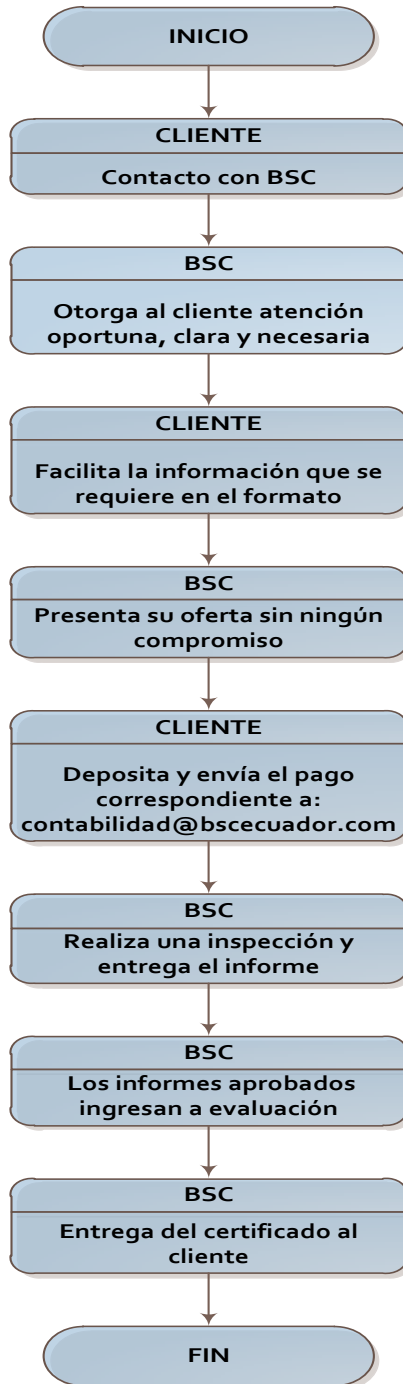 INICIO
CLIENTE
Contacto con BSC
BSC
Otorga al cliente atención
oportuna, clara y necesaria
CLIENTE
Facilita la información que se
requiere en el formato
BSC
Presenta su oferta sin ningún
compromiso
CLIENTE
Deposita y envía el pago
correspondiente a:
contabilidad@bscecuador.com
BSC
Realiza una inspección y
entrega el informe
BSC
Los informes aprobados
ingresan a evaluación
BSC
Entrega del certificado al
cliente
FIN